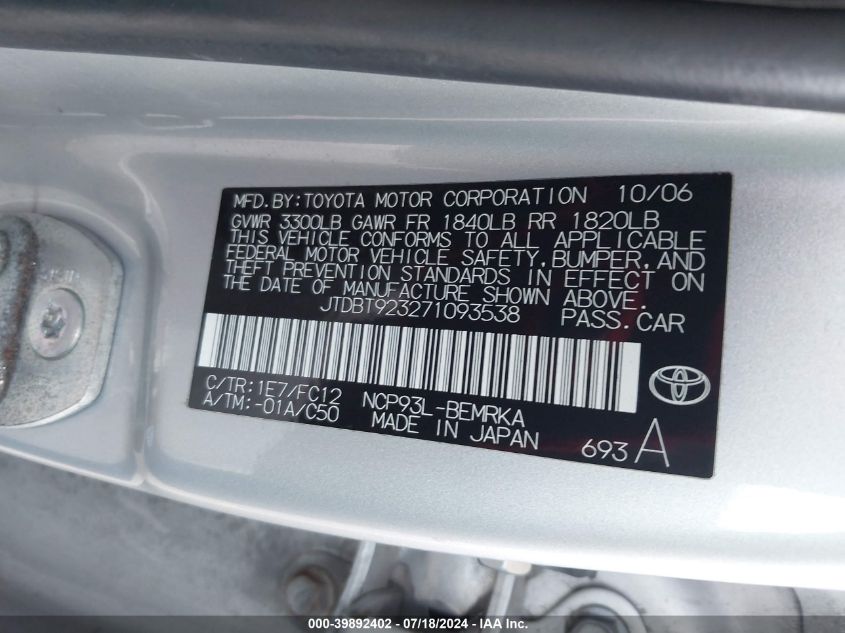 MFD.BY:TOYOTA MOTOR CORPORATION 10/06
GVWR 3300LB GAWR FR 1840LB RR 1820LB
THIS VEHICLE CONFORMS TO ALL APPLICABLE
FEDERAL MOTOR VEHICLE SAFETY,BUMPER,AND
THEFT PREVENTION STANDARDS IN EFFECT ON
THE DATE OF MANUFACTURE SHOWN ABOVE.
JTDBT923271093538 PASS.CAR
C/TR:1E7/FC12 NCP93L-BEMRKA
A/TM:-01A/C50 MADE IN JAPAN
693A
000-39892402 - 07/18/2024 - IAA Inc.